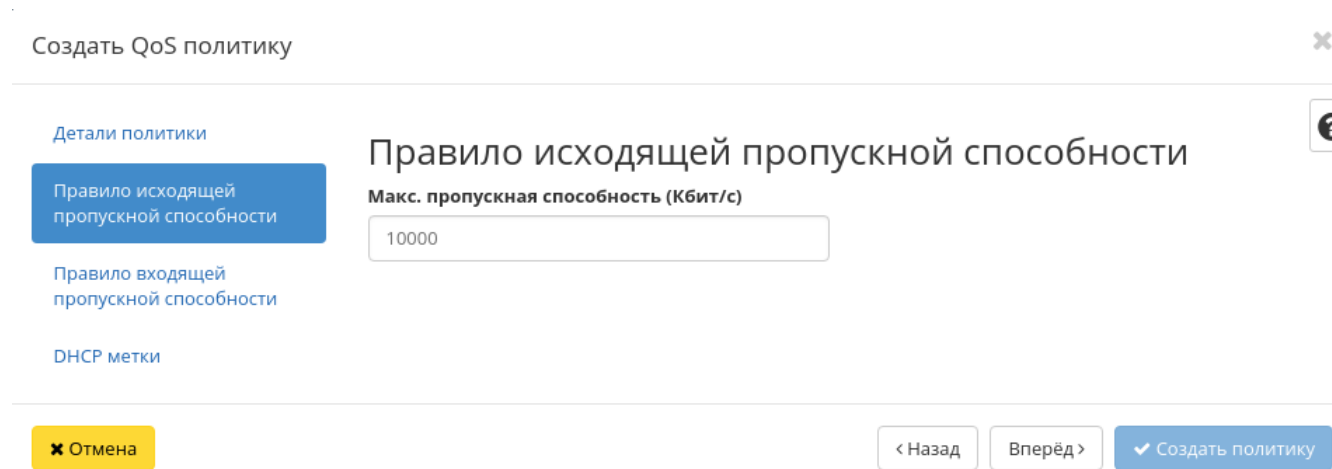 Создать QoS политику
Детали политики
Правило исходящей
пропускной способности
Правило входящей
пропускной способности
DHCP метки
Правило исходящей пропускной способности
Макс. пропускная способность (Кбит/с)
10000
Отмена
Назад
Вперёд
Создать политику